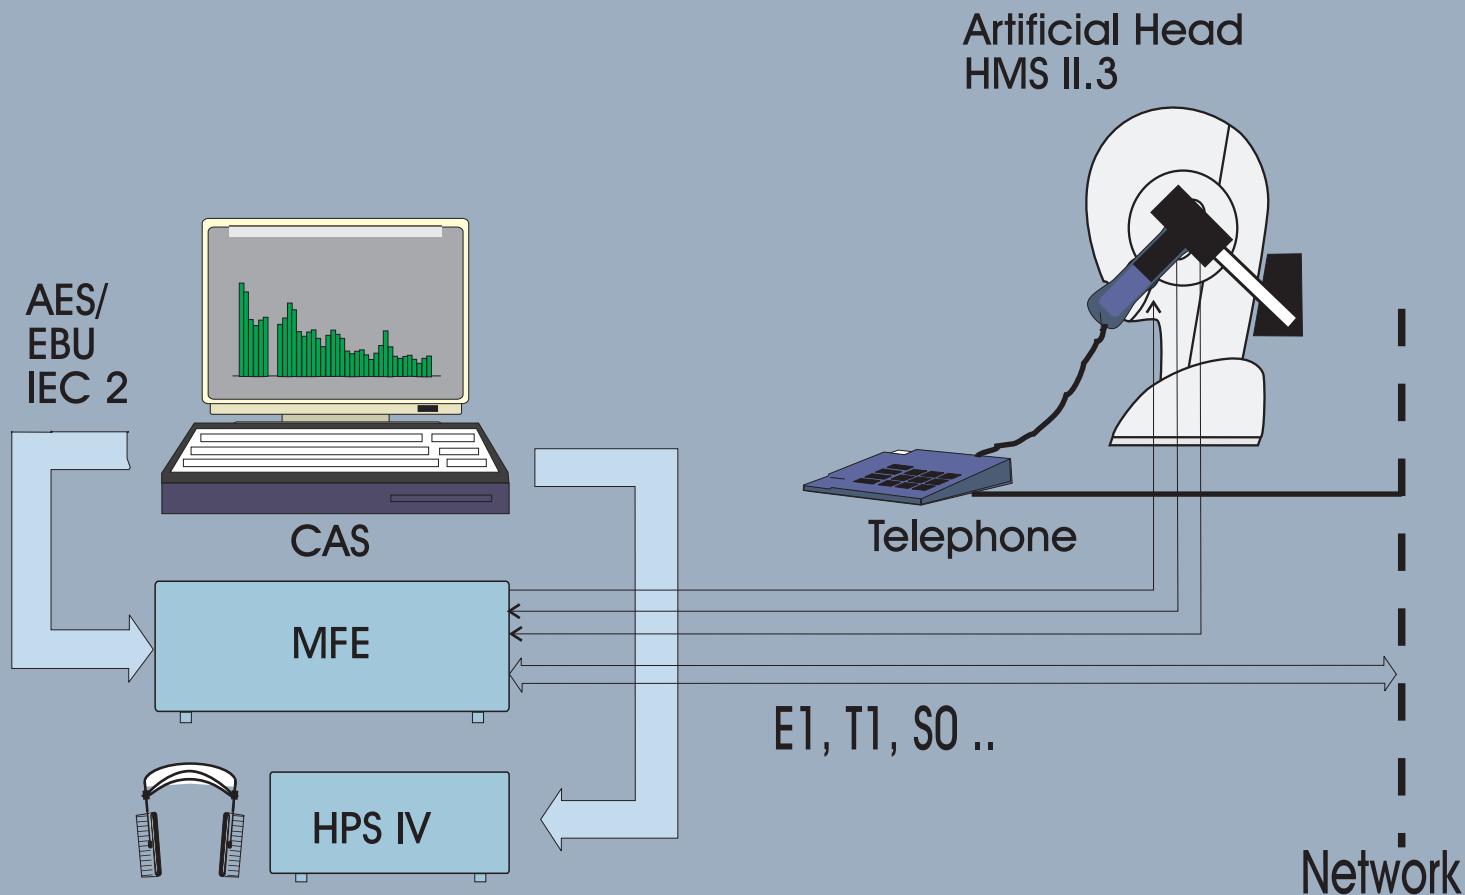 Artificial Head
HMS II.3
AES/
EBU
IEC 2
CAS
Telephone
MFE
E1, T1, S0 ..
HPS IV
Network